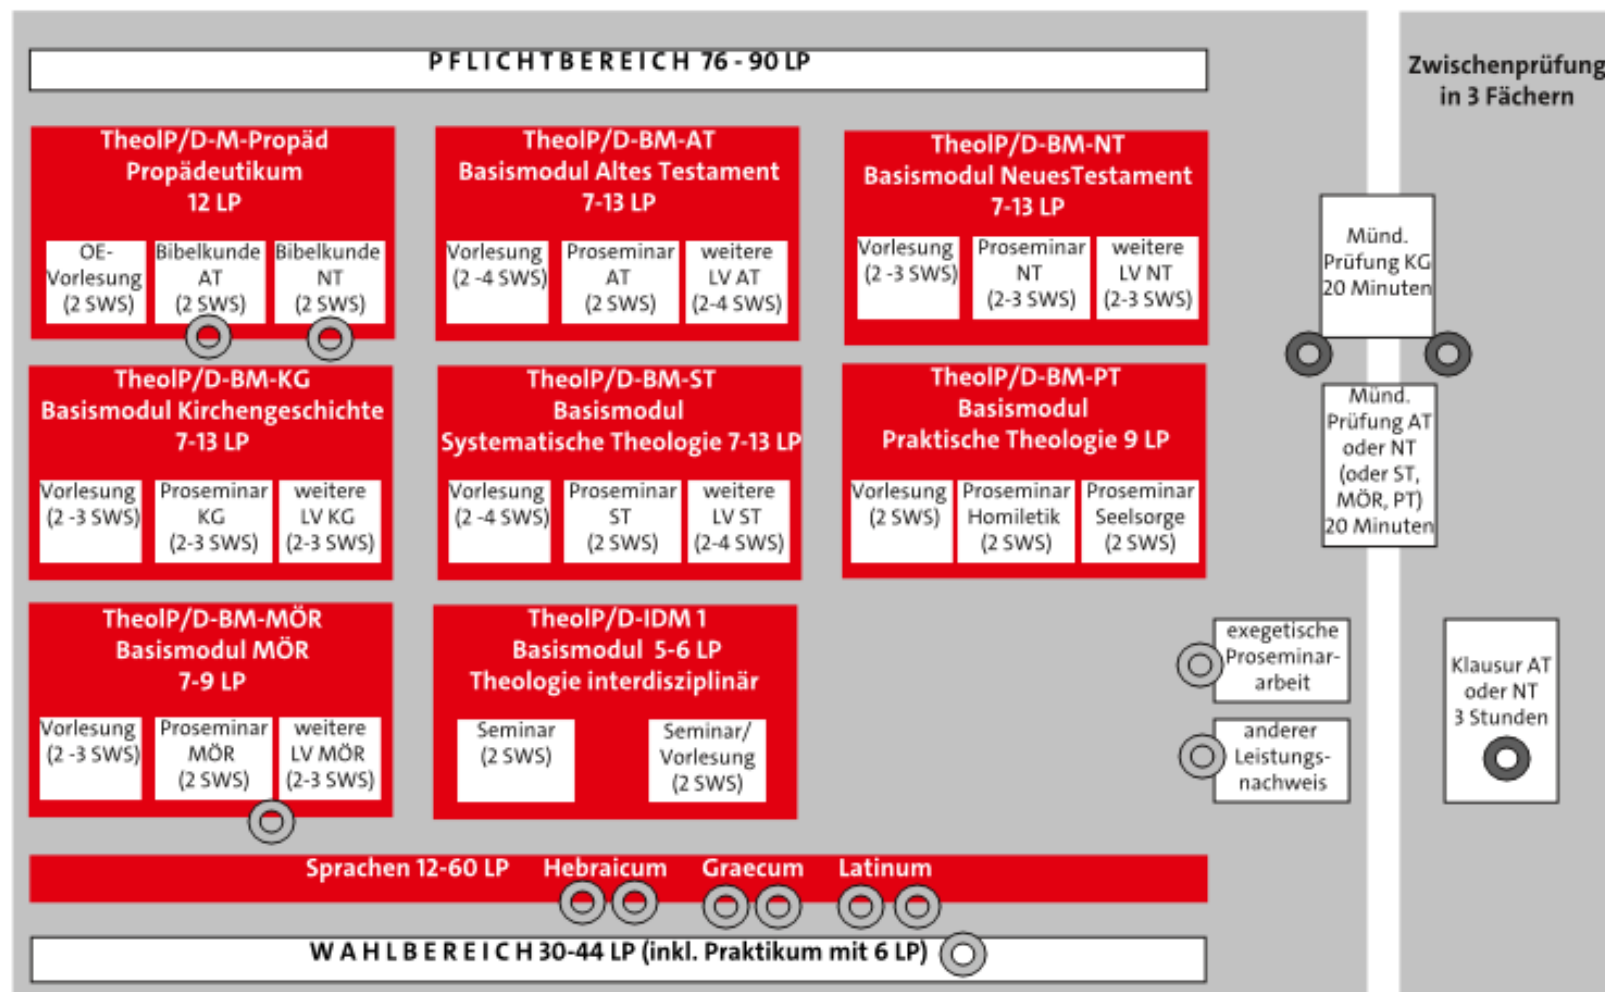 PFLICHTBEREICH 76 - 90 LP
Zwischenprüfung
in 3 Fächern
TheolP/D-M-Propäd
Propädeutikum
12 LP
OE-
Vorlesung
(2 SWS)
Bibelkunde
AT
(2 SWS)
Bibelkunde
NT
(2 SWS)
TheolP/D-BM-AT
Basismodul Altes Testament
7-13 LP
Vorlesung
(2 -4 SWS)
Proseminar
AT
(2 SWS)
weitere
LV AT
(2-4 SWS)
TheolP/D-BM-NT
Basismodul NeuesTestament
7-13 LP
Vorlesung
(2 -3 SWS)
Proseminar
NT
(2-3 SWS)
weitere
LV NT
(2-3 SWS)
Münd.
Prüfung KG
20 Minuten
TheolP/D-BM-KG
Basismodul Kirchengeschichte
7-13 LP
Vorlesung
(2 -3 SWS)
Proseminar
KG
(2-3 SWS)
weitere
LV KG
(2-3 SWS)
TheolP/D-BM-ST
Basismodul
Systematische Theologie 7-13 LP
Vorlesung
(2 -4 SWS)
Proseminar
ST
(2 SWS)
weitere
LV ST
(2-4 SWS)
TheolP/D-BM-PT
Basismodul
Praktische Theologie 9 LP
Vorlesung
(2 SWS)
Proseminar
Homiletik
(2 SWS)
Proseminar
Seelsorge
(2 SWS)
Münd.
Prüfung AT
oder NT
(oder ST,
MÖR, PT)
20 Minuten
TheolP/D-BM-MÖR
Basismodul MÖR
7-9 LP
Vorlesung
(2 -3 SWS)
Proseminar
MÖR
(2 SWS)
weitere
LV MÖR
(2-3 SWS)
TheolP/D-IDM 1
Basismodul 5-6 LP
Theologie interdisziplinär
Seminar
(2 SWS)
Seminar/
Vorlesung
(2 SWS)
exegetische
Proseminar-
arbeit
anderer
Leistungs-
nachweis
Klausur AT
oder NT
3 Stunden
Sprachen 12-60 LP Hebraicum Graecum Latinum
WAHLBEREICH 30-44 LP (inkl. Praktikum mit 6 LP)